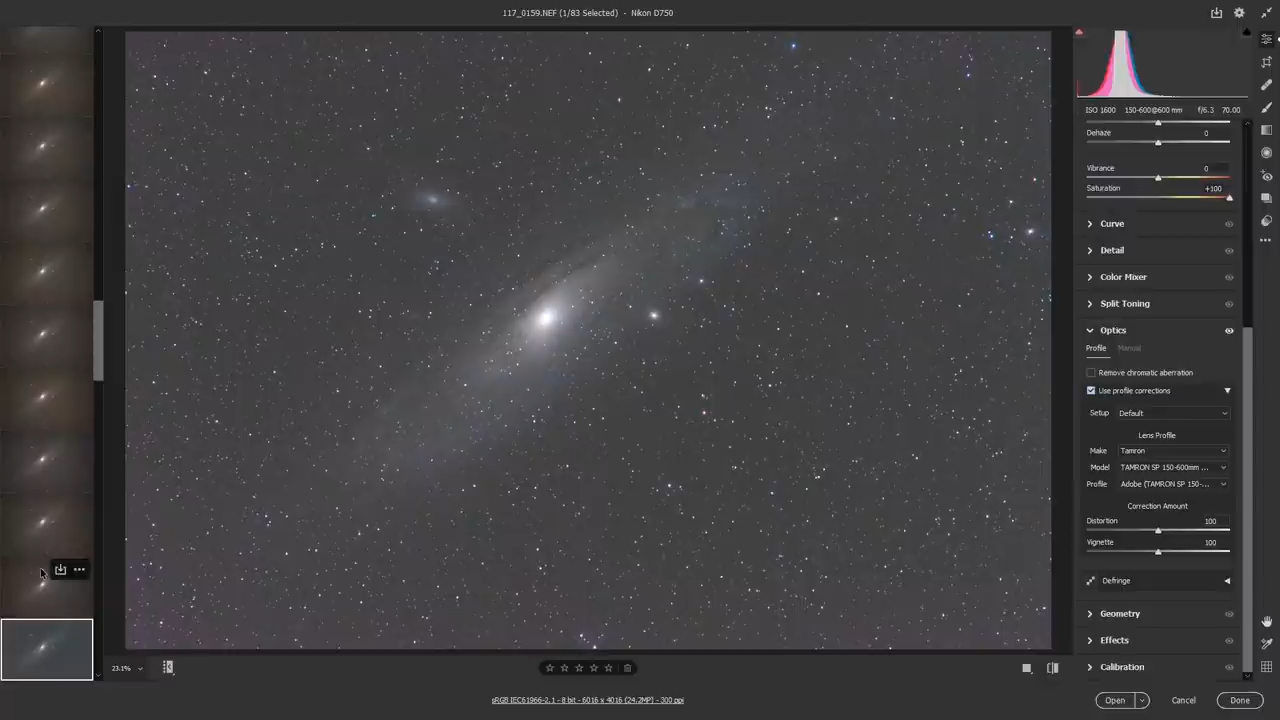 117_0159.NEF (1/83 Selected) - Nikon D750
ISO 1600 150-600@600 mm f/6.3 70.00
Dehaze 0
Vibrance 0
Saturation +100
Curve
Detail
Color Mixer
Split Toning
Optics
Profile Manual
Remove chromatic aberration
Use profile corrections
Setup Default
Lens Profile
Make Tamron
Model TAMRON SP 150-600mm ...
Profile Adobe (TAMRON SP 150-...
Correction Amount
Distortion 100
Vignette 100
Defringe
Geometry
Effects
Calibration
23.1%
sRGB IEC61966-2.1 - 8 bit - 6016 x 4016 (24.2MP) - 300 ppi
Open Cancel Done